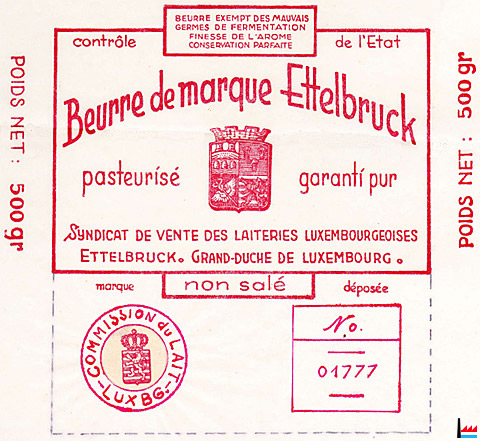 BEURRE EXEMPT DES MAUVAIS
GERMES DE FERMENTATION
FINESSE DE L'AROME
CONSERVATION PARFAITE
contrôle de l'Etat
Beurre de marque Ettelbruck
pasteurisé garanti pur
SYNDICAT DE VENTE DES LAITERIES LUXEMBOURGEOISES
ETTELBRUCK. GRAND-DUCHE DE LUXEMBOURG.
marque non salé déposée
POIDS NET: 500 gr
POIDS NET: 500 gr
COMMISSION du LAIT
-LUXBG.-
No.
01777